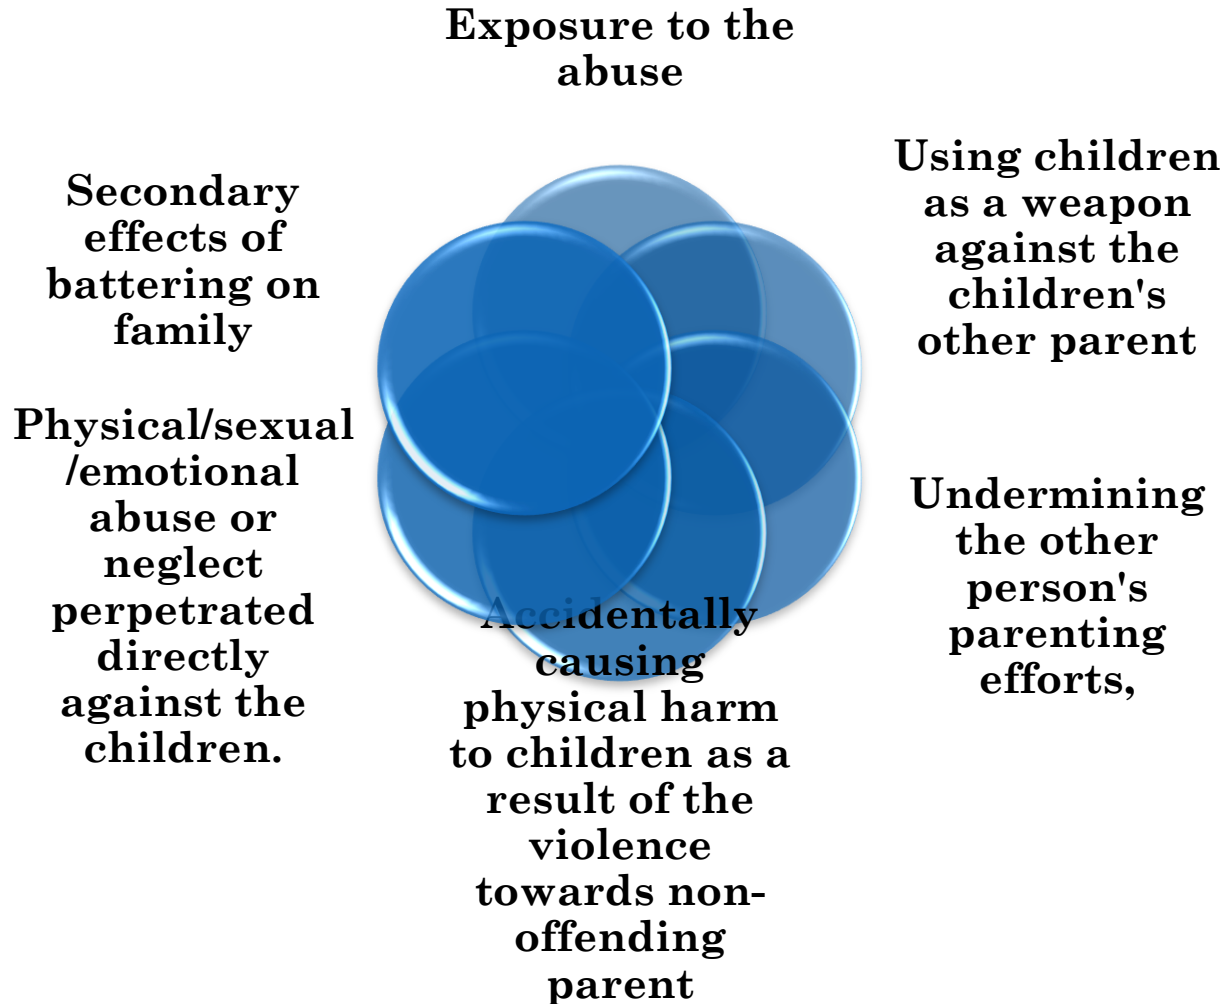 Exposure to the
abuse
Using children
as a weapon
against the
children's
other parent
Undermining
the other
person's
parenting
efforts,
Accidentally
causing
physical harm
to children as a
result of the
violence
towards non-
offending
parent
Physical/sexual
/emotional
abuse or
neglect
perpetrated
directly
against the
children.
Secondary
effects of
battering on
family